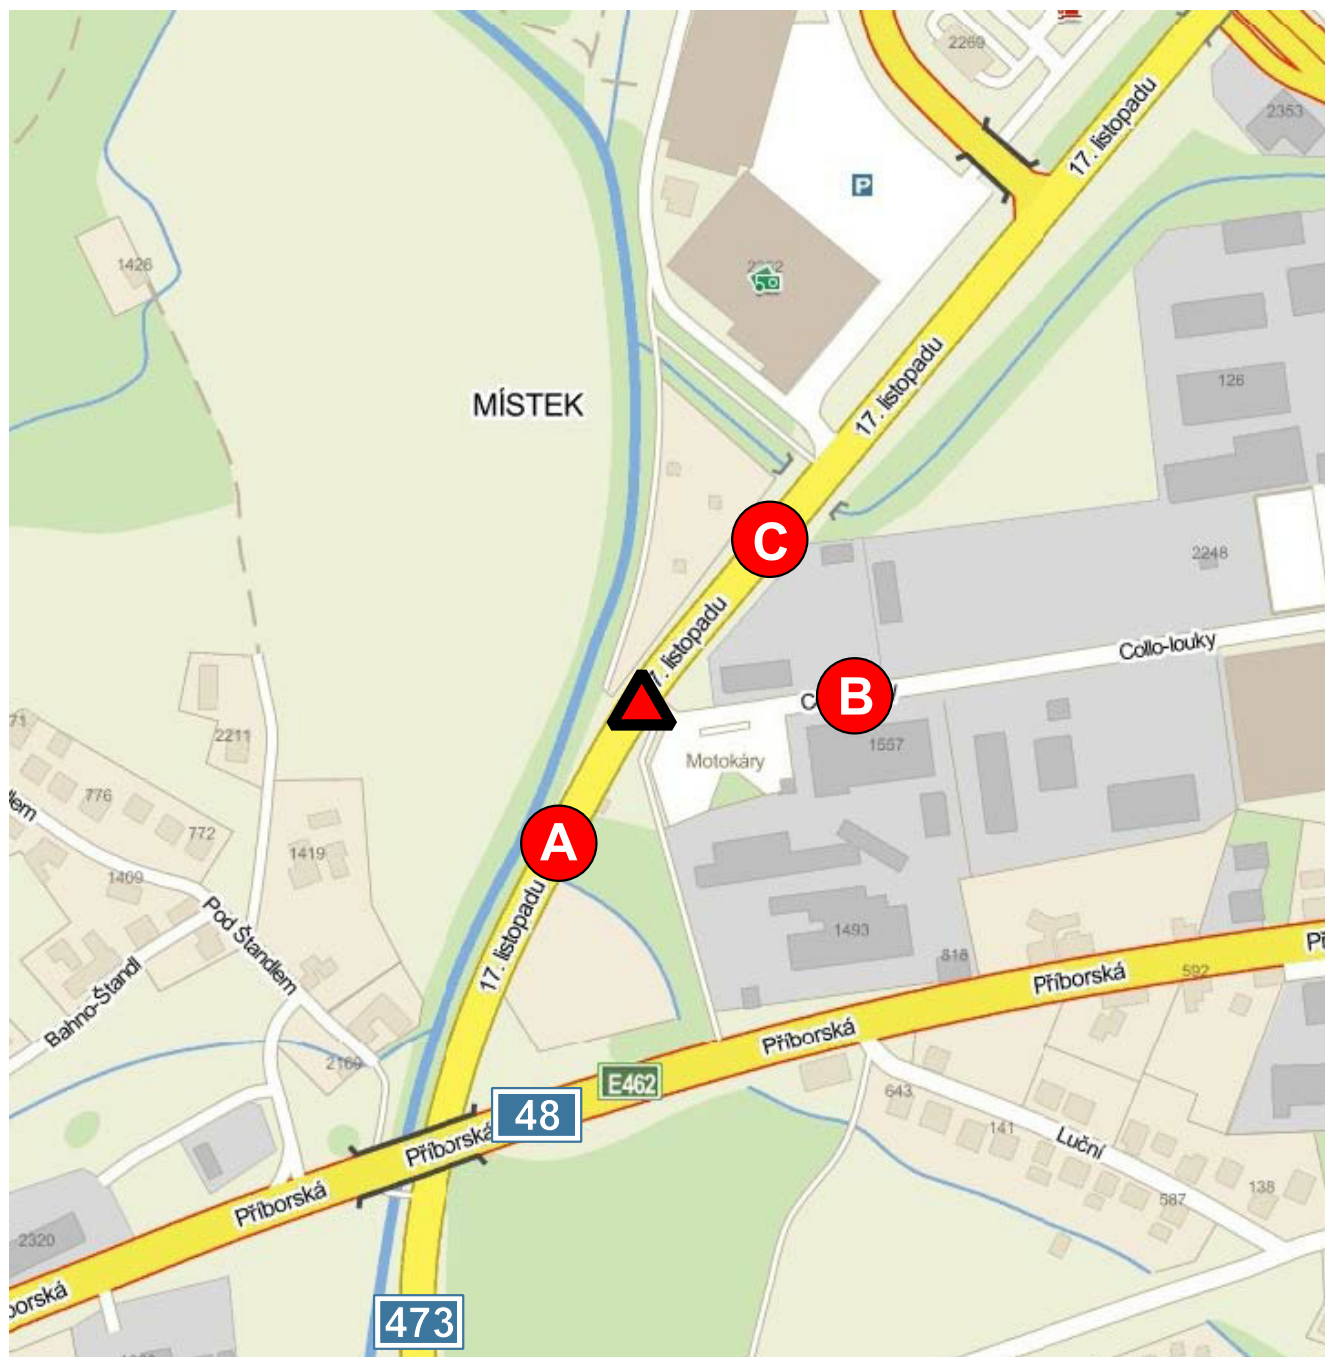 2269
17. listopadu
2353
P
1426
17. listopadu
126
MÍSTEK
C
2248
17. listopadu
Collo-louky
B
71
2211
1557
Motokáry
776
772
A
1419
1409
17. listopadu
Pod Štandlem
1493
818
Příborská
592
Bahno-Štandl
Příborská
2160
E462
643
48
141
Luční
Příborská
587
138
Příborská
2320
473